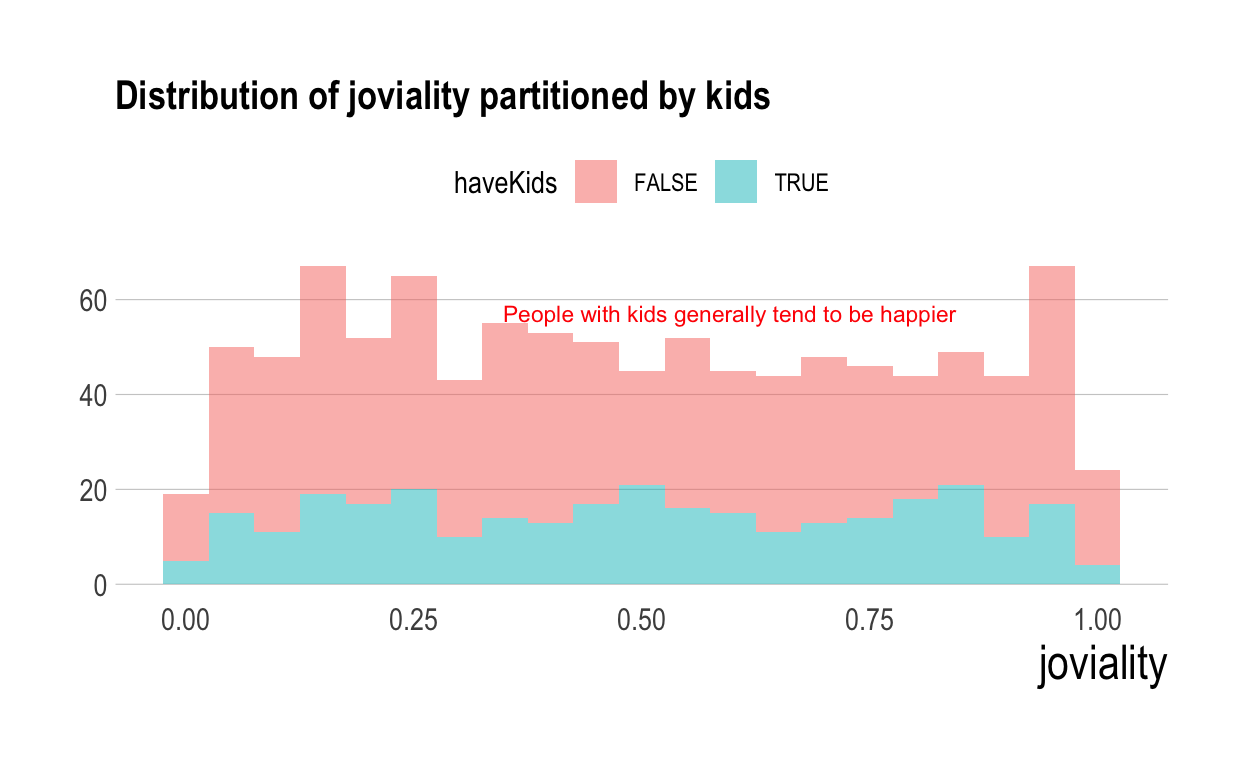 Distribution of joviality partitioned by kids
haveKids FALSE TRUE
People with kids generally tend to be happier
60
40
20
0
0.00 0.25 0.50 0.75 1.00
joviality